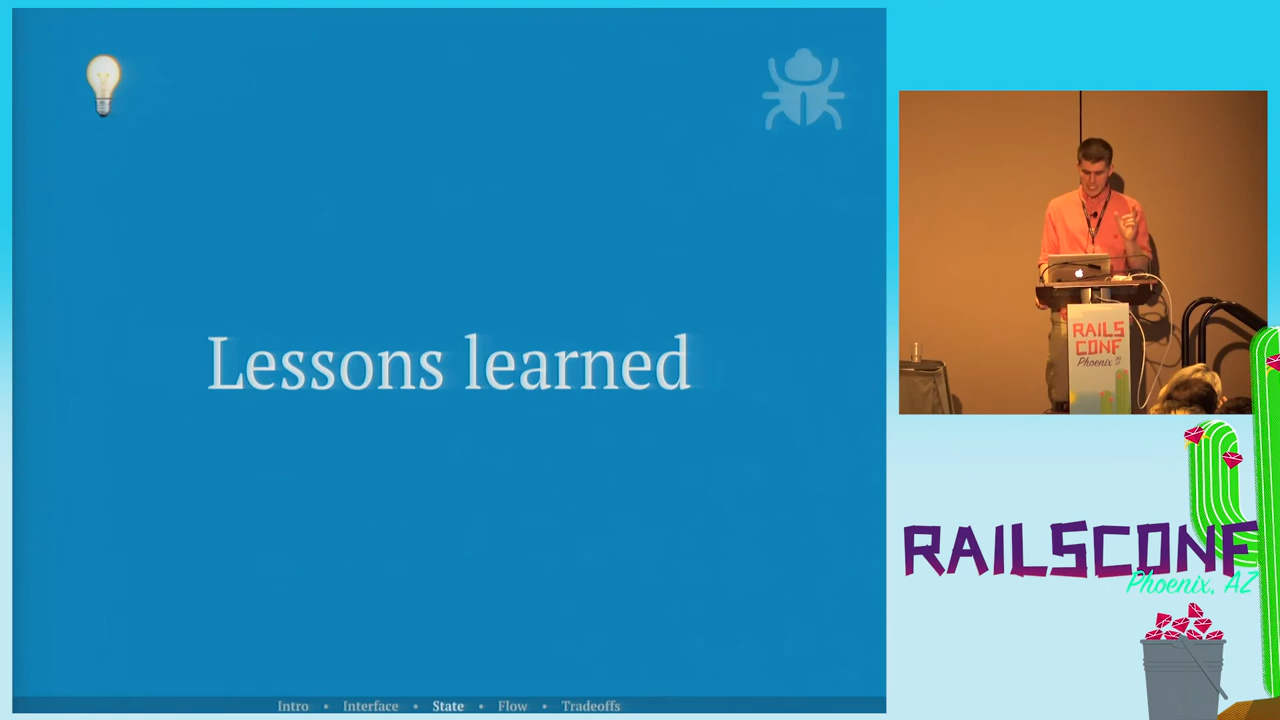 Lessons learned
Intro • Interface • State • Flow • Tradeoffs
RAILS
CONF
Phoenix
RAILSCONF
Phoenix, AZ